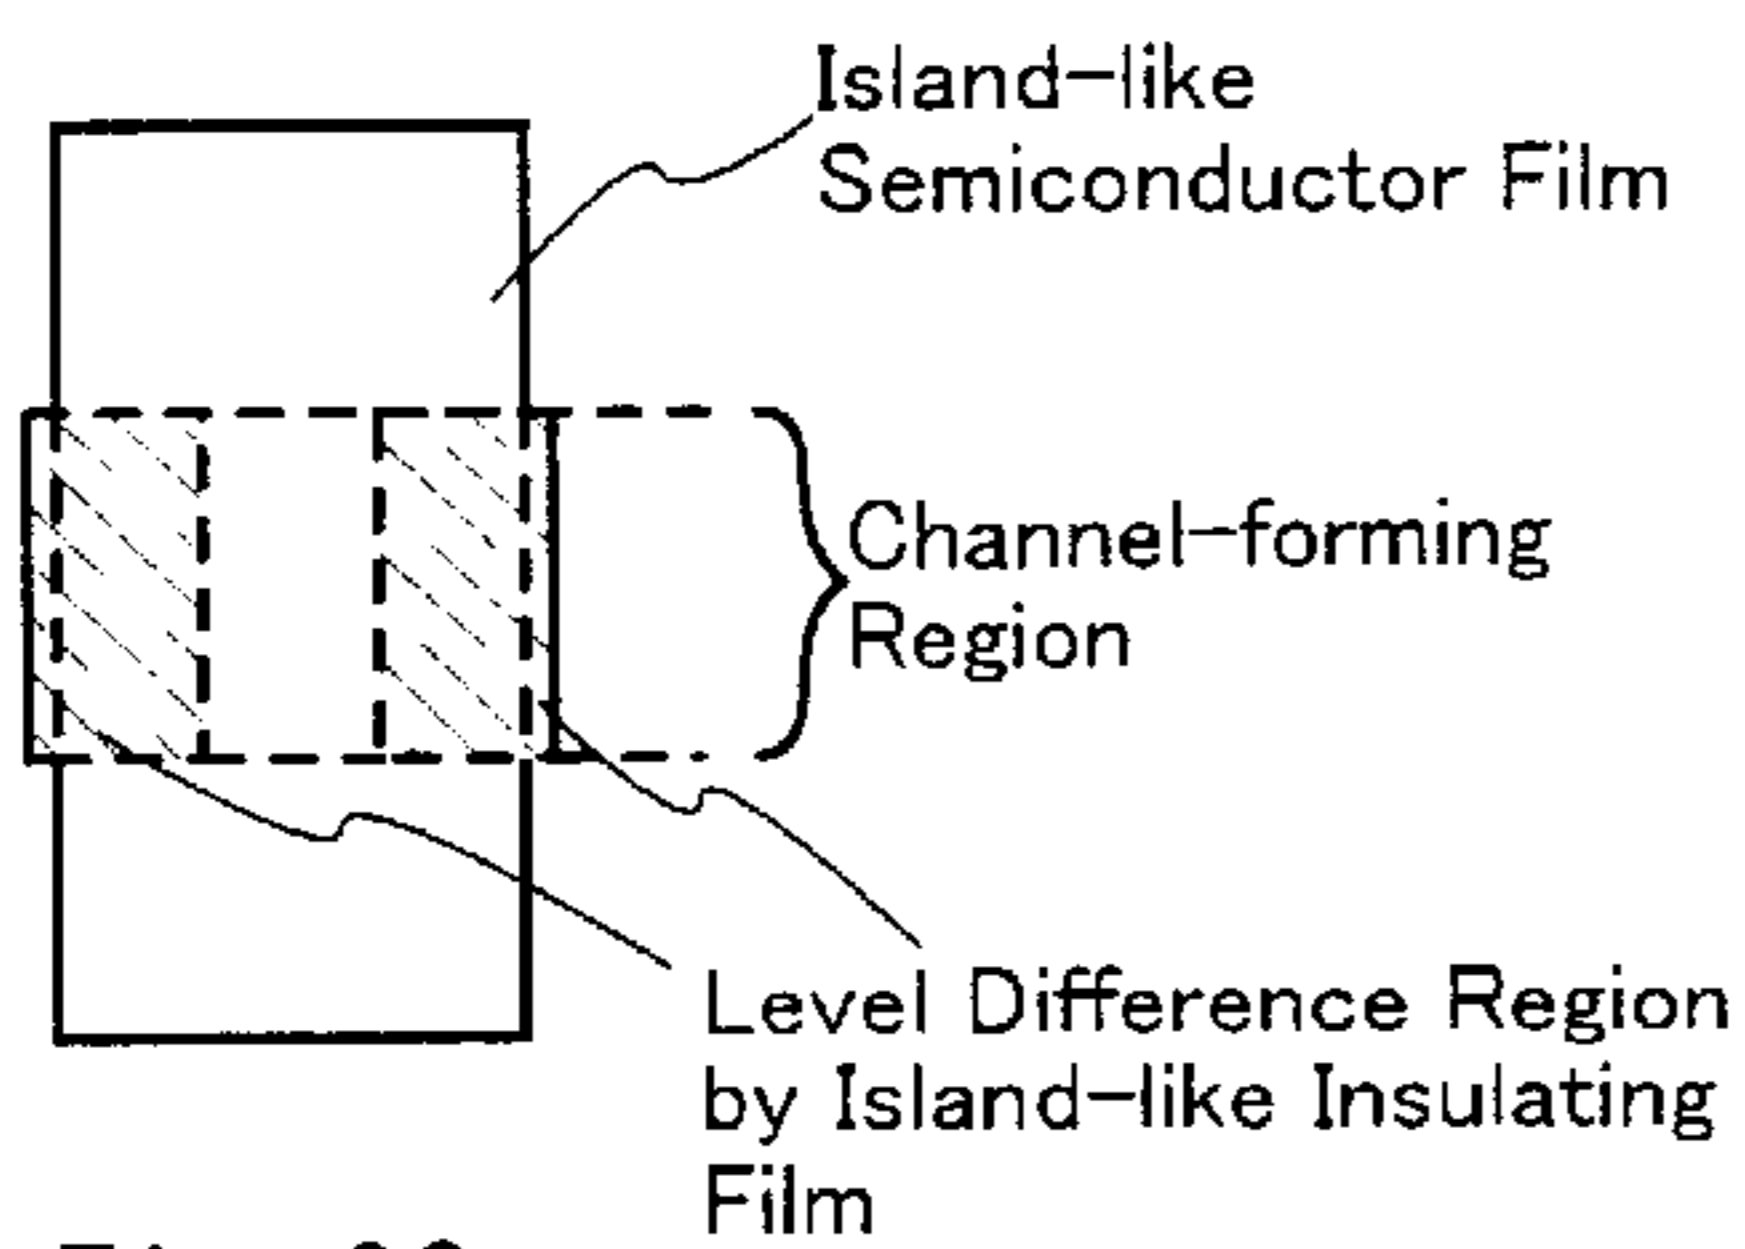 Island-like
Semiconductor Film
Channel-forming
Region
Level Difference Region
by Island-like Insulating
Film